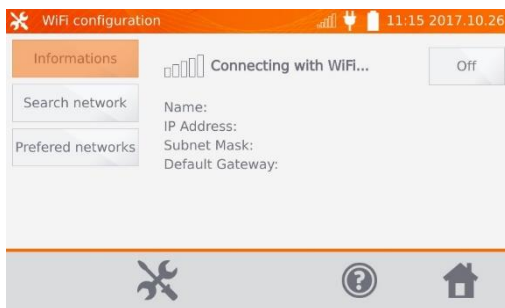 WiFi configuration
11:15 2017.10.26
Informations
Connecting with WiFi...
Off
Search network
Name:
IP Address:
Prefered networks
Subnet Mask:
Default Gateway:
?